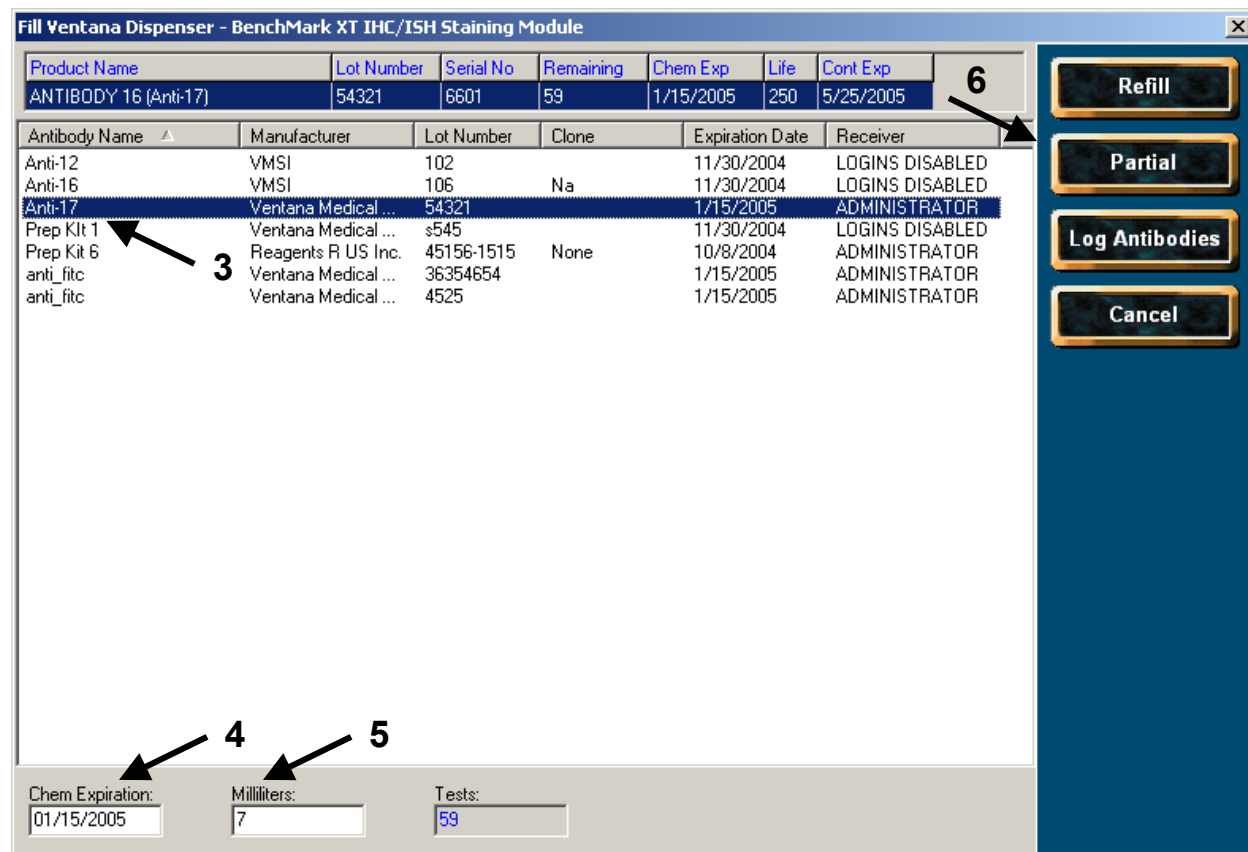 Fill Ventana Dispenser - BenchMark XT IHC/ISH Staining Module
Product Name Lot Number Serial No Remaining Chem Exp Life Cont Exp
ANTIBODY 16 (Anti-17) 54321 6601 59 1/15/2005 250 5/25/2005
6
Refill
Antibody Name Manufacturer Lot Number Clone Expiration Date Receiver
Anti-12 VMSI 102 11/30/2004 LOGINS DISABLED
Anti-16 VMSI 106 Na 11/30/2004 LOGINS DISABLED
Anti-17 Ventana Medical ... 54321 1/15/2005 ADMINISTRATOR
Prep KIt 1 Ventana Medical ... s545 11/30/2004 LOGINS DISABLED
Prep Kit 6 Reagents R US Inc. 45156-1515 None 10/8/2004 ADMINISTRATOR
anti_fitc Ventana Medical ... 36354654 1/15/2005 ADMINISTRATOR
anti_fitc Ventana Medical ... 4525 1/15/2005 ADMINISTRATOR
3
Partial
Log Antibodies
Cancel
4
5
Chem Expiration: Milliliters: Tests:
01/15/2005 7 59